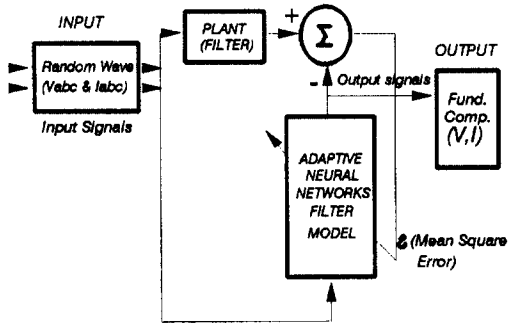 INPUT
Random Wave
(Vabc & Iabc)
Input Signals
PLANT
(FILTER)
+
Σ
-
Output signals
OUTPUT
Fund.
Comp.
(V,I)
ADAPTIVE
NEURAL
NETWORKS
FILTER
MODEL
ε (Mean Square
Error)